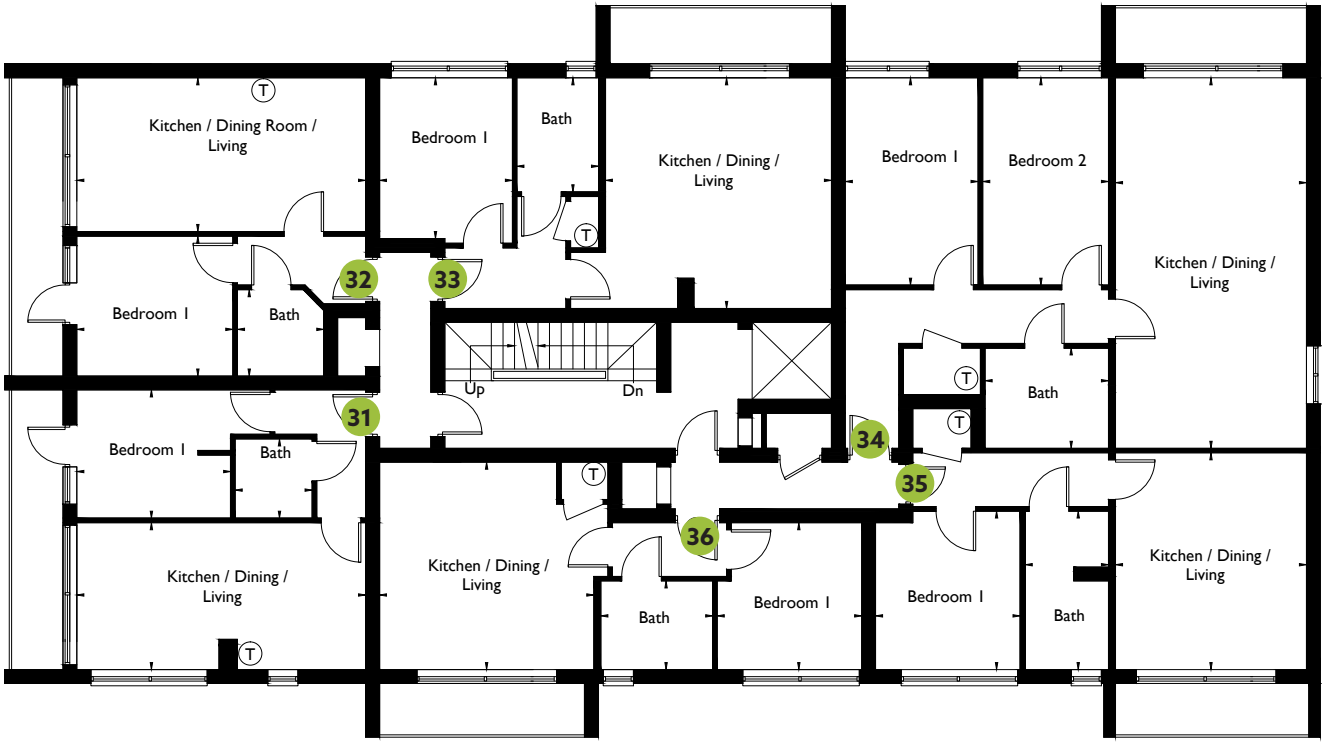 T
Kitchen / Dining Room /
Living
Bedroom 1
Bath
Kitchen / Dining /
Living
Bedroom 1
Bedroom 2
T
Kitchen / Dining /
Living
32
33
Bedroom 1
Bath
Up
Dn
T
Bath
31
34
T
Bedroom 1
Bath
T
35
36
Kitchen / Dining /
Living
Kitchen / Dining /
Living
Bath
Bedroom 1
Bedroom 1
Bath
Kitchen / Dining /
Living
T